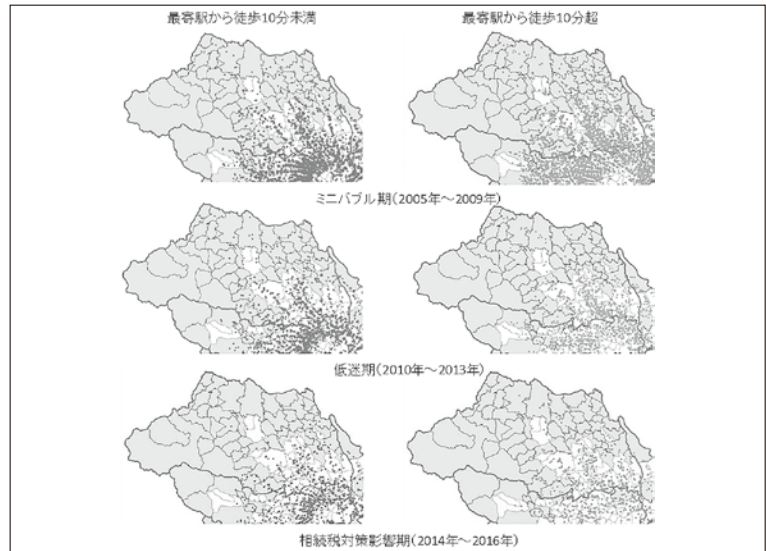 最寄駅から徒歩10分未満
最寄駅から徒歩10分超
ミニバブル期(2005年～2009年)
低迷期(2010年～2013年)
相続税対策影響期(2014年～2016年)